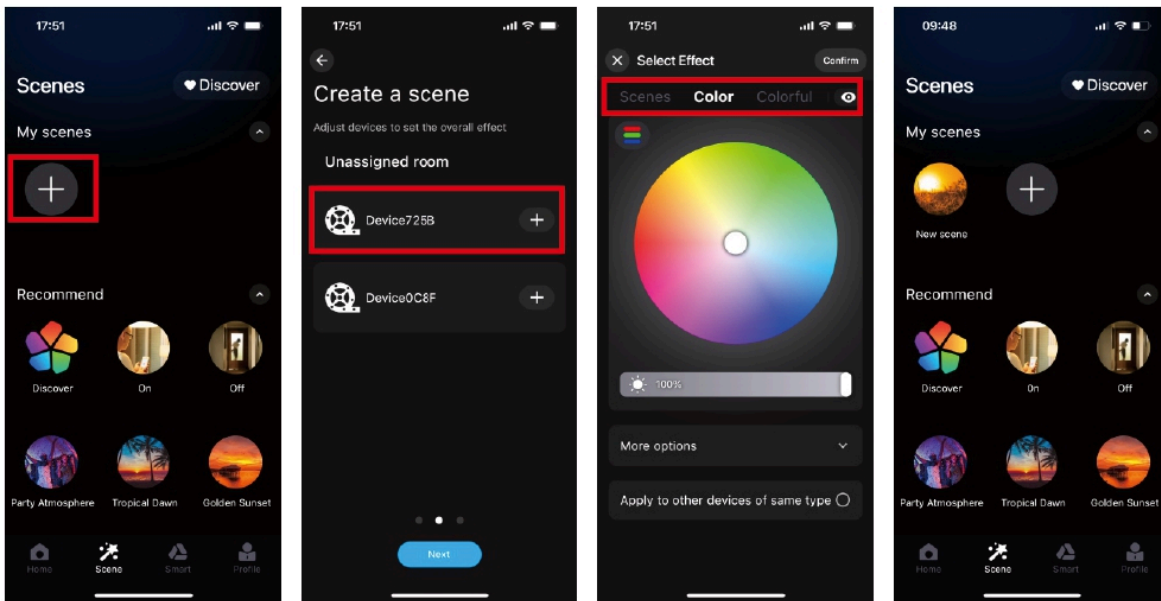 17:51
Scenes
Discover
My scenes
Recommend
Discover On Off
Party Atmosphere Tropical Dawn Golden Sunset
Home Scene Smart Profile
17:51
Create a scene
Adjust devices to set the overall effect
Unassigned room
Device725B
Device0C8F
Next
17:51
Select Effect
Confirm
Scenes Color Colorful
100%
More options
Apply to other devices of same type
09:48
Scenes
Discover
My scenes
New scene
Recommend
Discover On Off
Party Atmosphere Tropical Dawn Golden Sunset
Home Scene Smart Profile